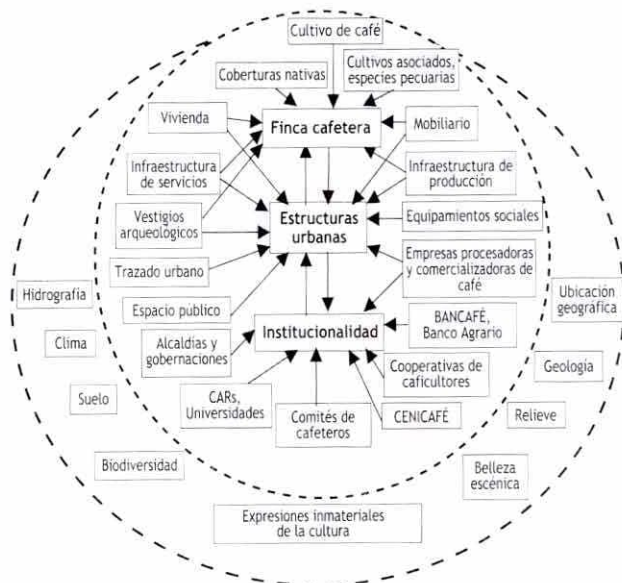 Cultivo de café
Coberturas nativas
Cultivos asociados,
especies pecuarias
Vivienda
Finca cafetera
Mobiliario
Infraestructura
de servicios
Infraestructura de
producción
Vestigios
arqueológicos
Estructuras
urbanas
Equipamientos sociales
Trazado urbano
Empresas procesadoras
y comercializadoras de
café
Hidrografía
Espacio público
Ubicación
geográfica
Clima
Alcaldías y
gobernaciones
Institucionalidad
BANCAFÉ,
Banco Agrario
Suelo
CARs,
Universidades
Comités de
cafeteros
CENICAFÉ
Cooperativas de
caficultores
Geología
Relieve
Biodiversidad
Belleza
escénica
Expresiones inmateriales
de la cultura